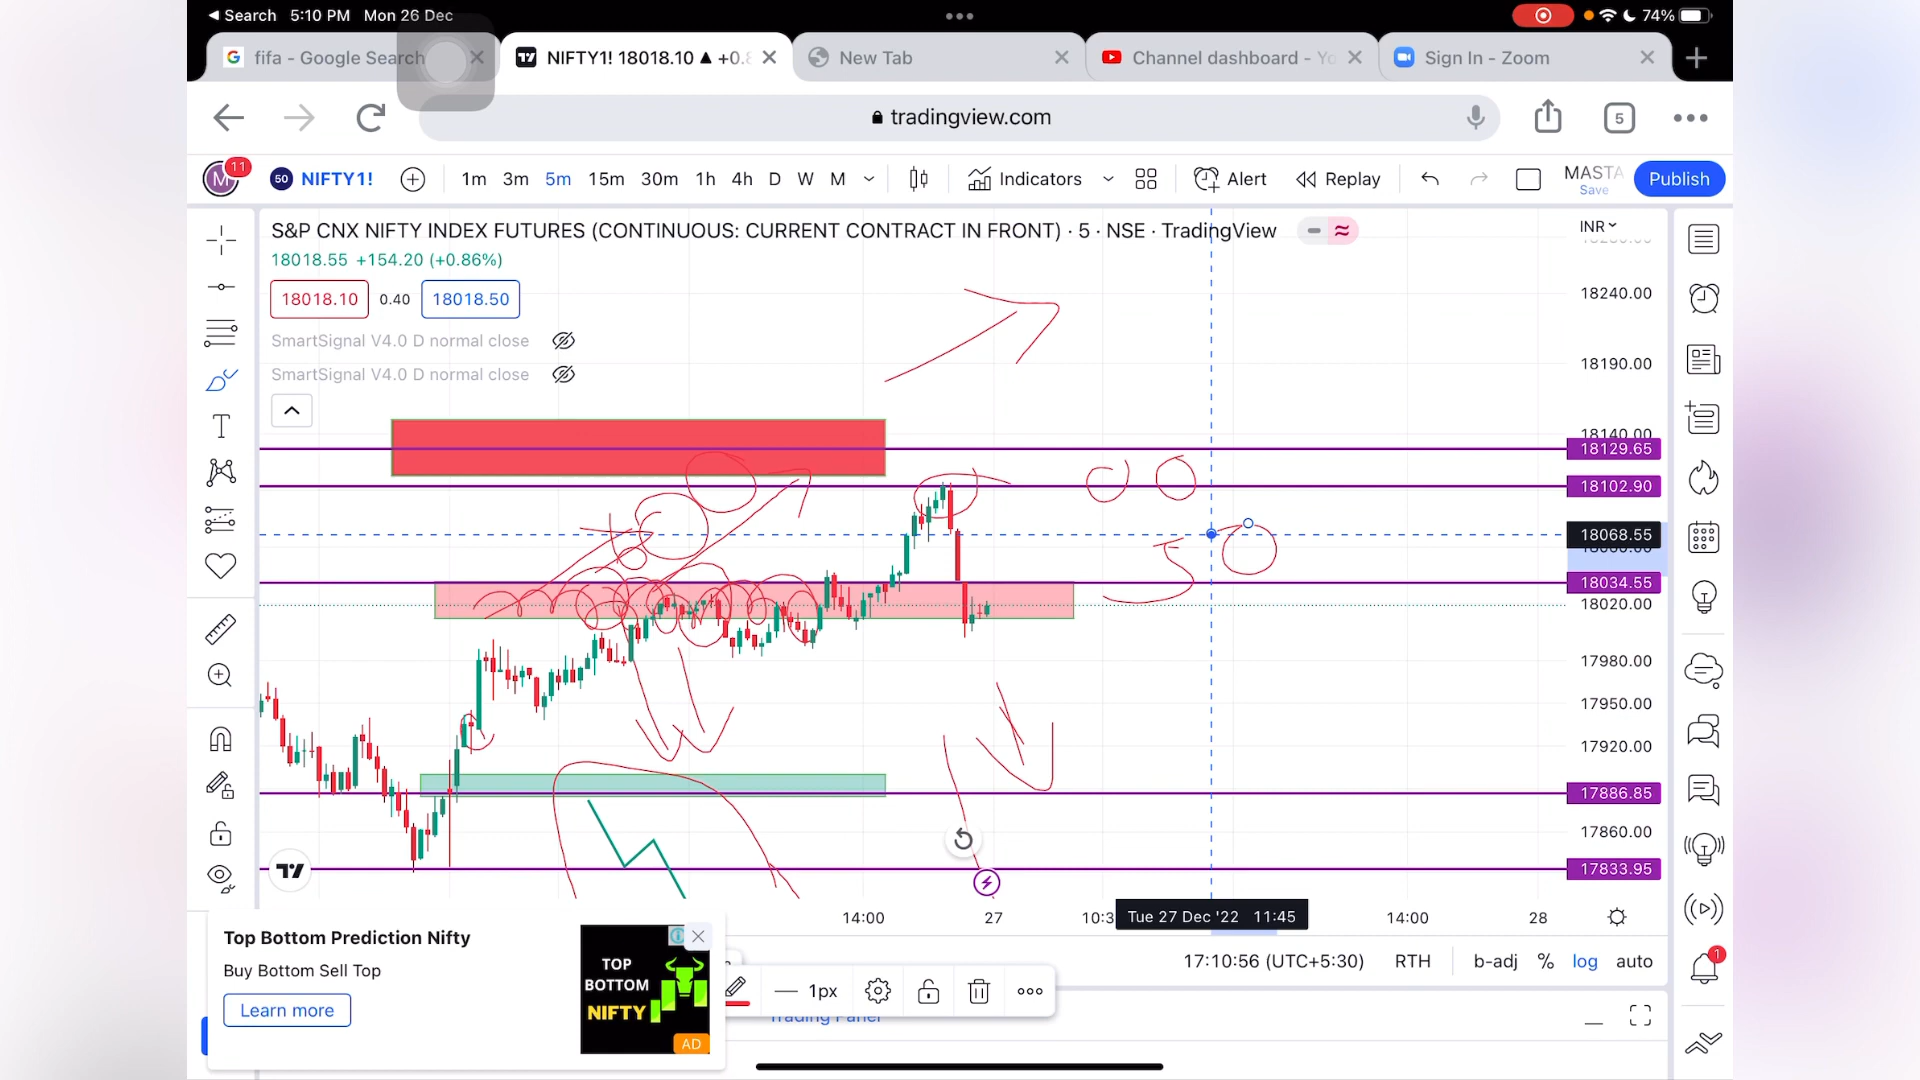 Search 5:10 PM Mon 26 Dec
74%
fifa - Google Search
NIFTY1! 18018.10 ▲ +0.8
New Tab
Channel dashboard - Yo
Sign In - Zoom
tradingview.com
5
M
11
50 NIFTY1!
1m 3m 5m 15m 30m 1h 4h D W M
Indicators
Alert
Replay
MASTA
Save
Publish
S&P CNX NIFTY INDEX FUTURES (CONTINUOUS: CURRENT CONTRACT IN FRONT) · 5 · NSE · TradingView
INR
18018.55 +154.20 (+0.86%)
18018.10 0.40 18018.50
SmartSignal V4.0 D normal close
SmartSignal V4.0 D normal close
18240.00
18190.00
18140.00
18129.65
18102.90
18068.55
18034.55
18020.00
17980.00
17950.00
17920.00
17886.85
17860.00
17833.95
50
14:00 27 10:3 Tue 27 Dec '22 11:45 14:00 28
17:10:56 (UTC+5:30) RTH b-adj % log auto
1
1px
Trading Panel
Top Bottom Prediction Nifty
Buy Bottom Sell Top
Learn more
TOP
BOTTOM
NIFTY
AD